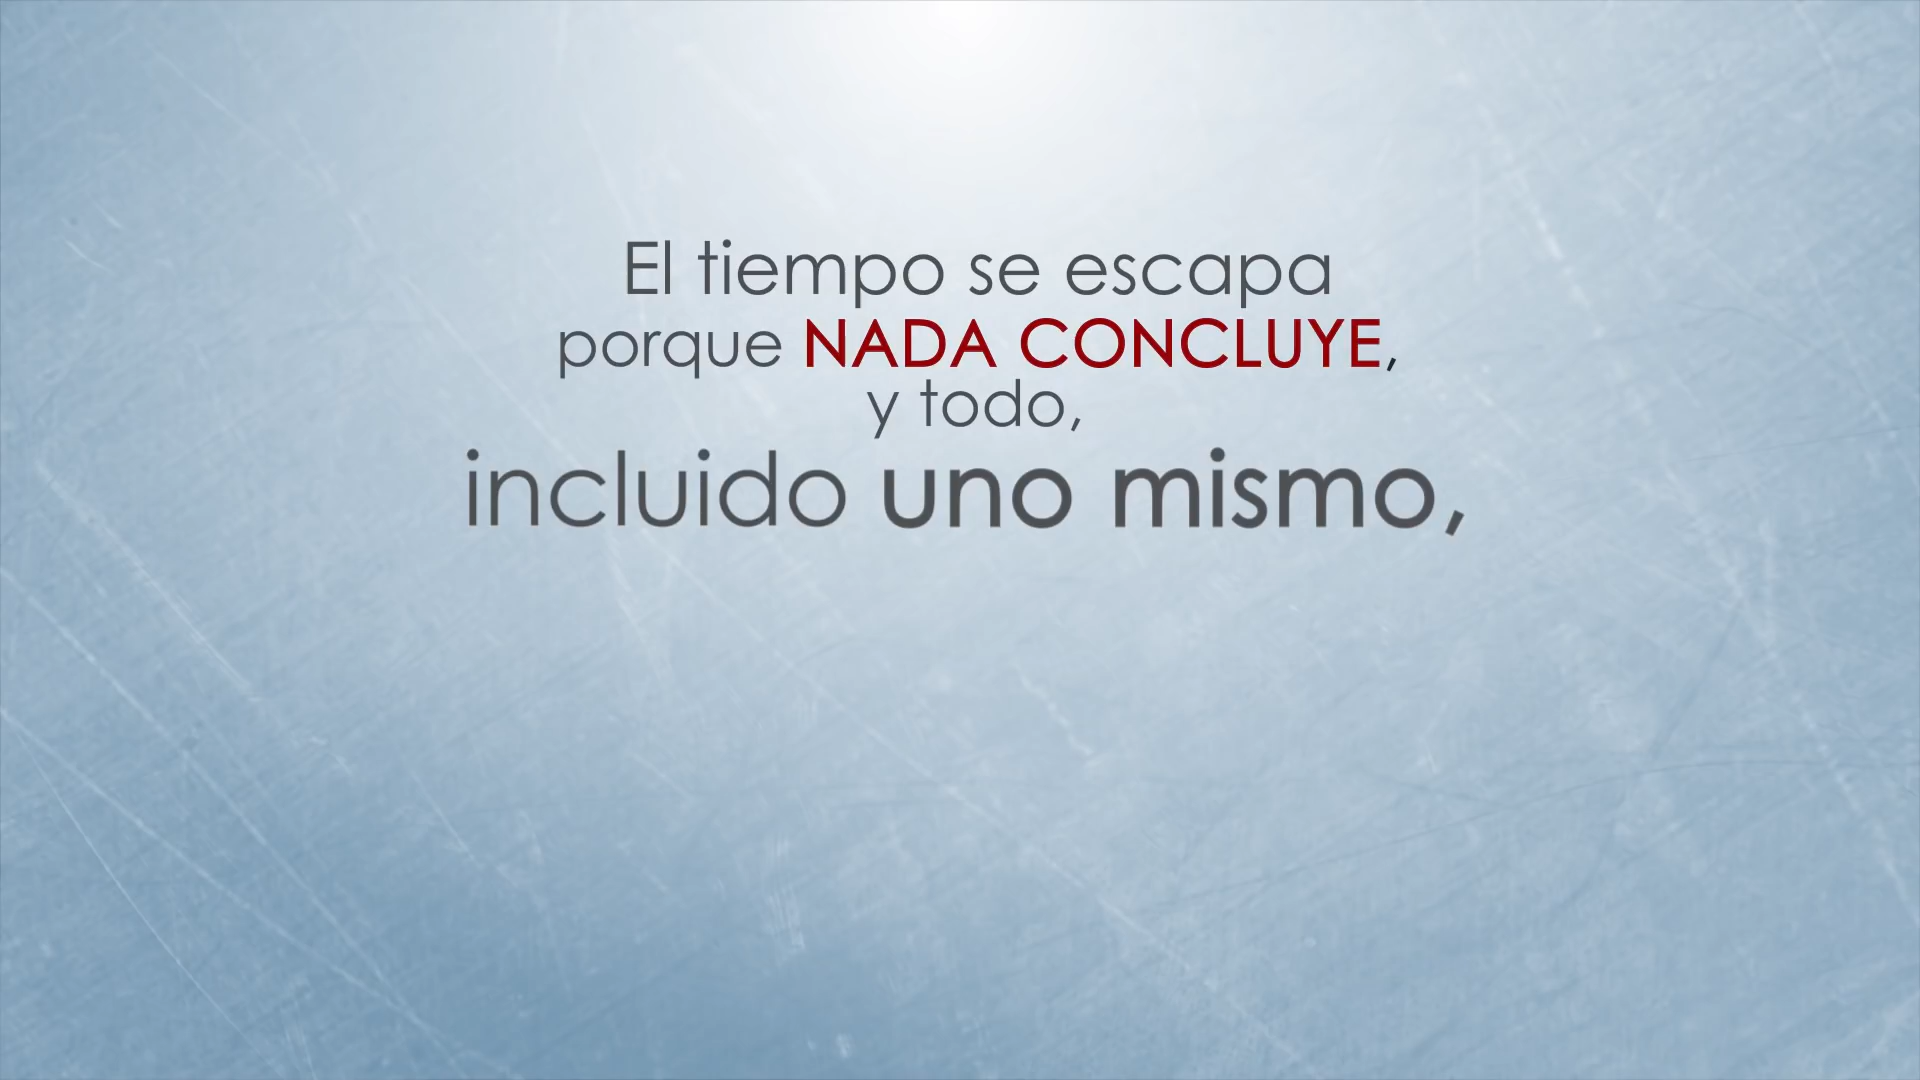 El tiempo se escapa
porque NADA CONCLUYE,
y todo,
incluido uno mismo,